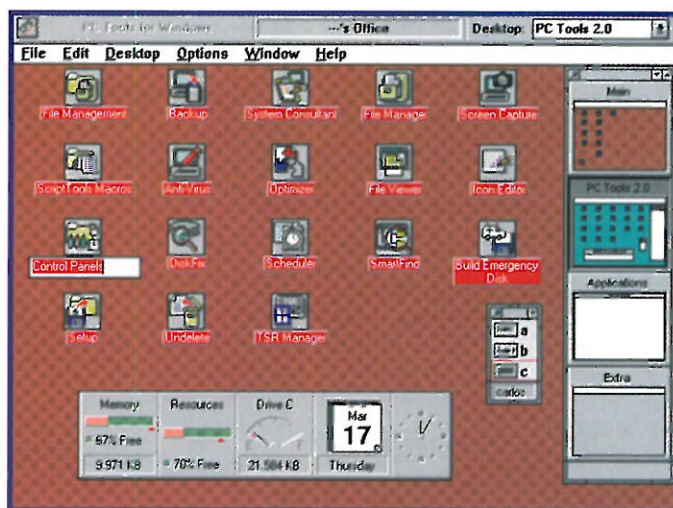 PC Tools for Windows
---'s Office
Desktop: PC Tools 2.0
File Edit Desktop Options Window Help
File Management Backup System Consultant File Manager Screen Capture
ScriptTools Macros Anti-Virus Optimizer File Viewer Icon Editor
Control Panels DiskFix Scheduler SmartFind Build Emergency
Disk
Setup Undelete TSR Manager
Main
PC Tools 2.0
Applications
Extra
a
b
c
carlos
Memory Resources Drive C
67% Free
9.971 KB 70% Free 21.584 KB
Mar
17
Thursday